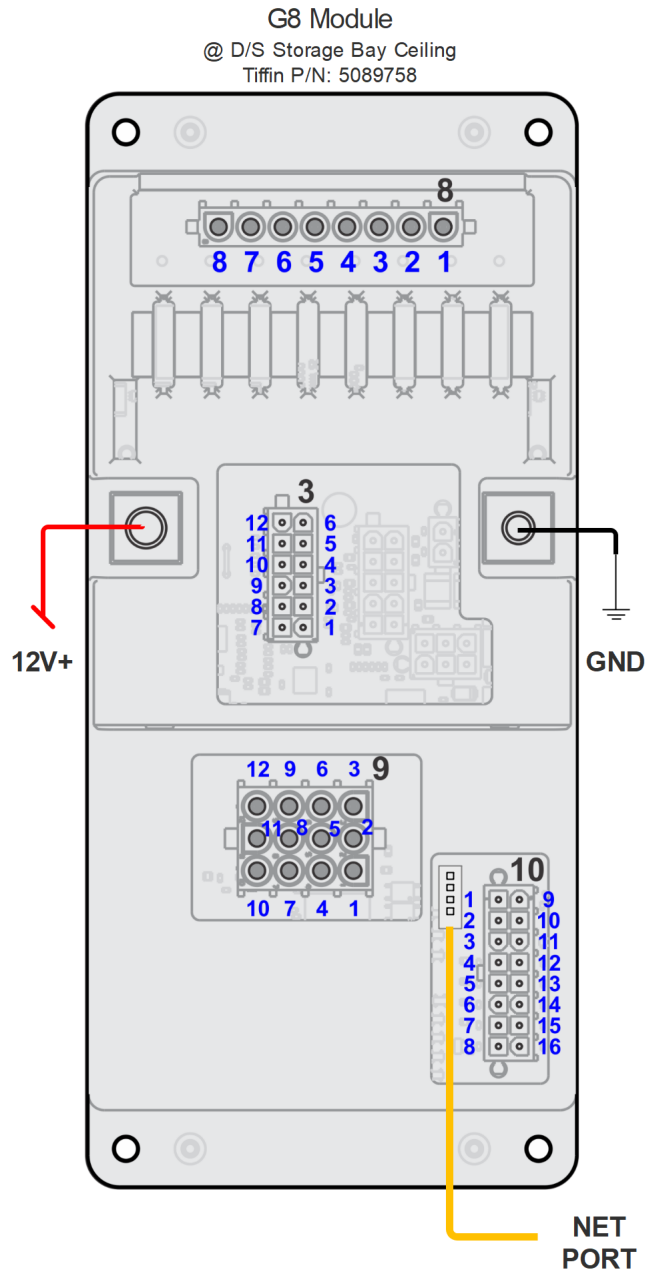 G8 Module
@ D/S Storage Bay Ceiling
Tiffin P/N: 5089758
8
8 7 6 5 4 3 2 1
3
12 6
11 5
10 4
9 3
8 2
7 1
12V+
GND
12 9 6 3 9
11 8 5 2
10 7 4 1
10
1 9
2 10
3 11
4 12
5 13
6 14
7 15
8 16
NET
PORT